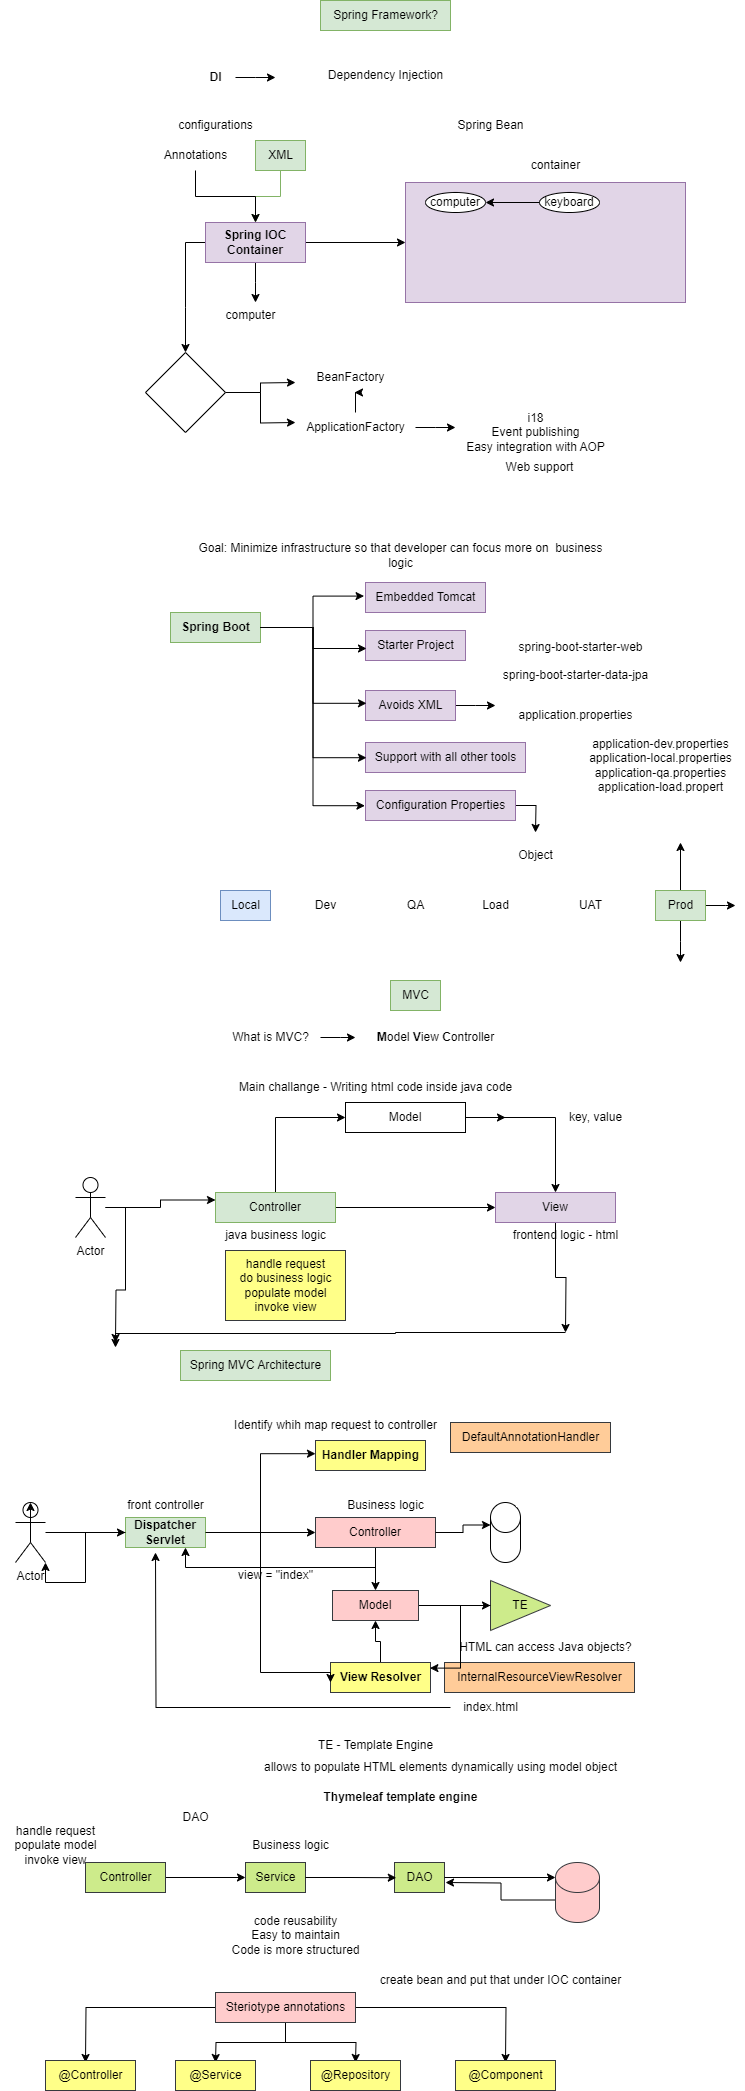 Spring Framework?
DI
Dependency Injection
configurations
Spring Bean
Annotations
XML
container
computer
keyboard
Spring IOC
Container
computer
BeanFactory
ApplicationFactory
i18
Event publishing
Easy integration with AOP
Web support
Goal: Minimize infrastructure so that developer can focus more on business
logic
Embedded Tomcat
Spring Boot
Starter Project
spring-boot-starter-web
spring-boot-starter-data-jpa
Avoids XML
application.properties
Support with all other tools
application-dev.properties
application-local.properties
application-qa.properties
application-load.propert
Configuration Properties
Object
Local
Dev
QA
Load
UAT
Prod
MVC
What is MVC?
Model View Controller
Main challange - Writing html code inside java code
Model
key, value
Controller
View
Actor
java business logic
frontend logic - html
handle request
do business logic
populate model
invoke view
Spring MVC Architecture
Identify whih map request to controller
DefaultAnnotationHandler
Handler Mapping
front controller
Business logic
Dispatcher
Servlet
Controller
Actor
view = "index"
Model
TE
HTML can access Java objects?
View Resolver
InternalResourceViewResolver
index.html
TE - Template Engine
allows to populate HTML elements dynamically using model object
Thymeleaf template engine
DAO
handle request
populate model
invoke view
Business logic
Controller
Service
DAO
code reusability
Easy to maintain
Code is more structured
create bean and put that under IOC container
Steriotype annotations
@Controller
@Service
@Repository
@Component